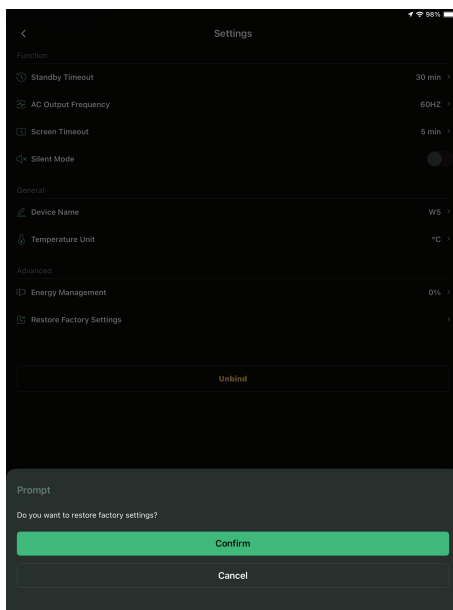 98%
Settings
Function
Standby Timeout 30 min
AC Output Frequency 60HZ
Screen Timeout 5 min
Silent Mode
General
Device Name W5
Temperature Unit °C
Advanced
Energy Management 0%
Restore Factory Settings
Unbind
Prompt
Do you want to restore factory settings?
Confirm
Cancel